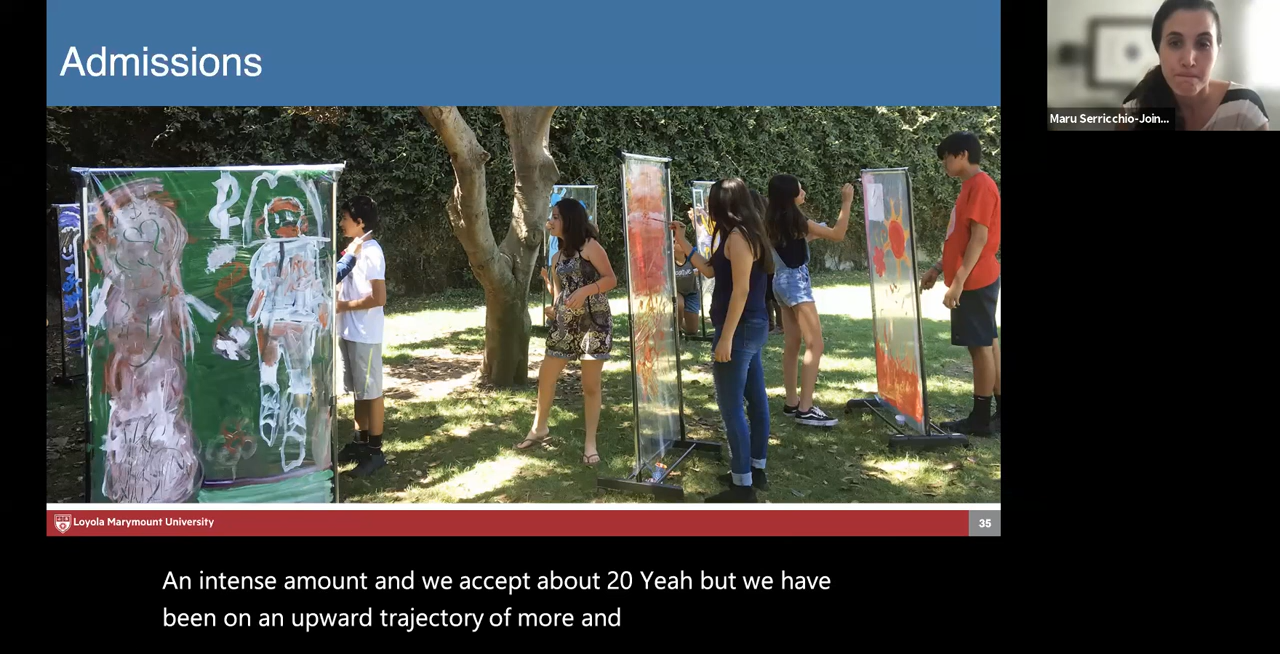 Admissions
Maru Serricchio-Join...
Loyola Marymount University
35
An intense amount and we accept about 20 Yeah but we have
been on an upward trajectory of more and